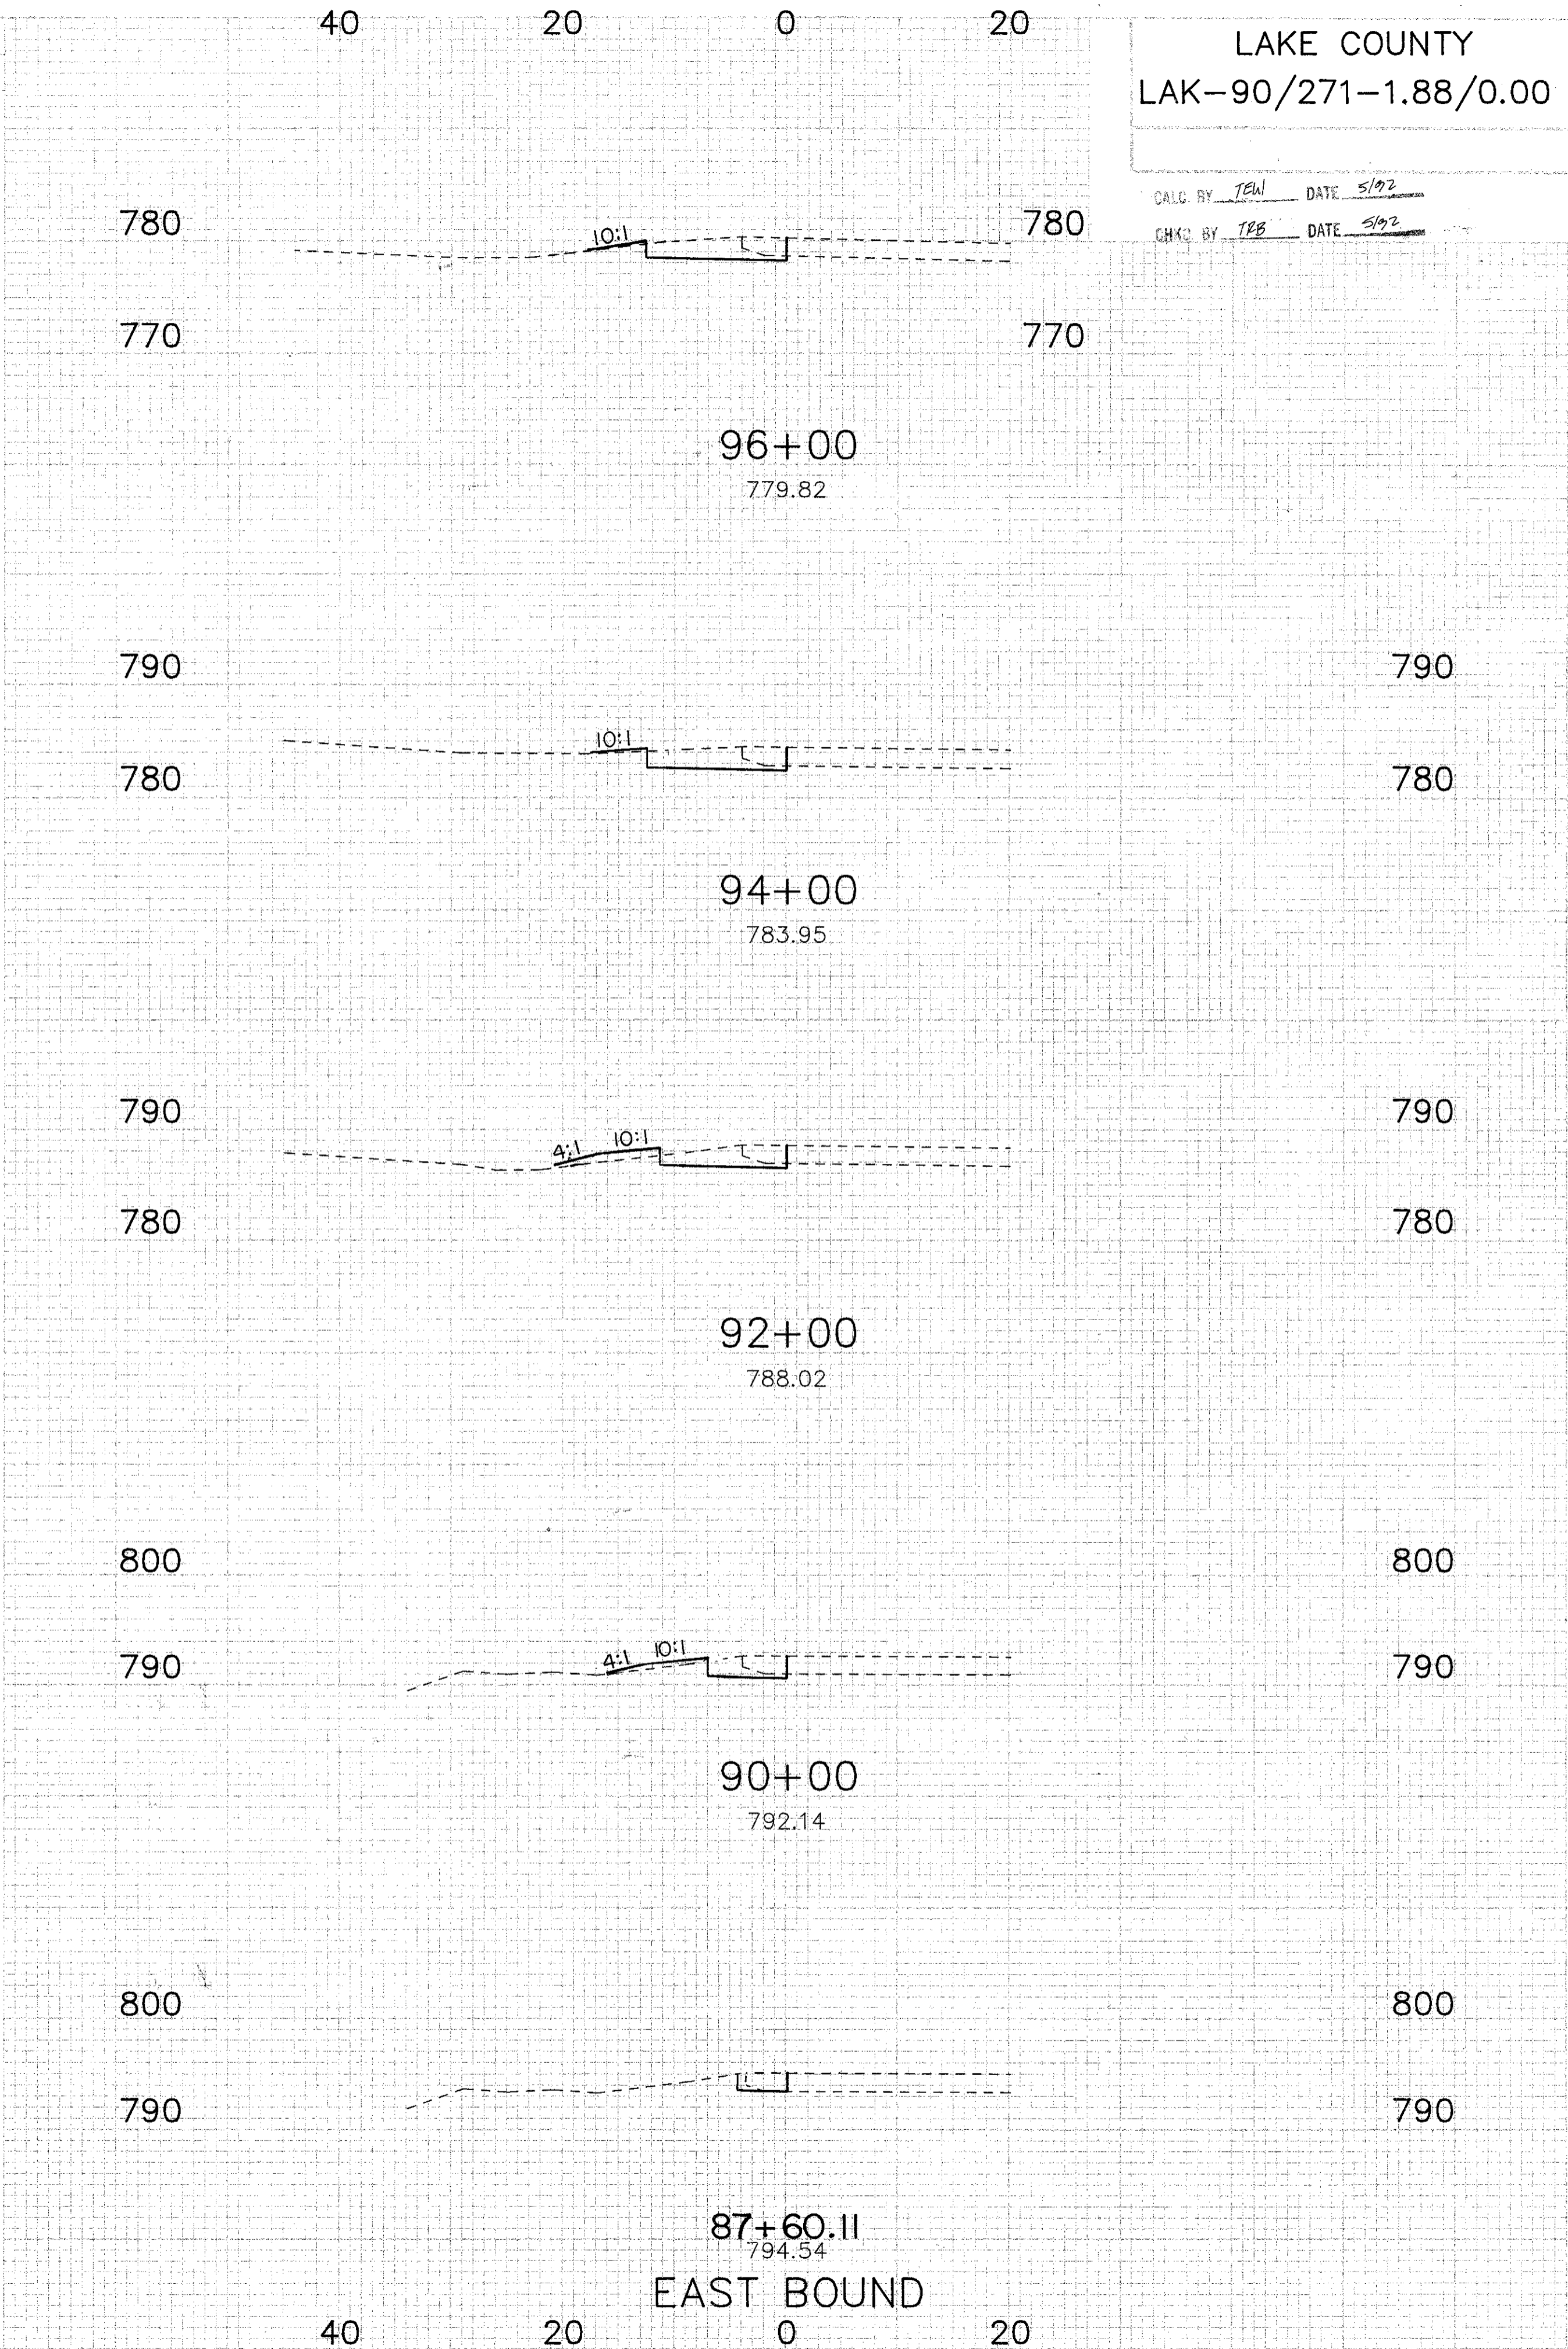 40 20 0 20
LAKE COUNTY
LAK-90/271-1.88/0.00
CALC. BY TEW DATE 5/92
CHKD BY TRB DATE 5/92
780 10:1 780
770 770
96+00
779.82
790 790
10:1
780 780
94+00
783.95
790 790
4:1 10:1
780 780
92+00
788.02
800 800
4:1 10:1
790 790
90+00
792.14
800 800
790 790
87+60.11
794.54
EAST BOUND
40 20 0 20